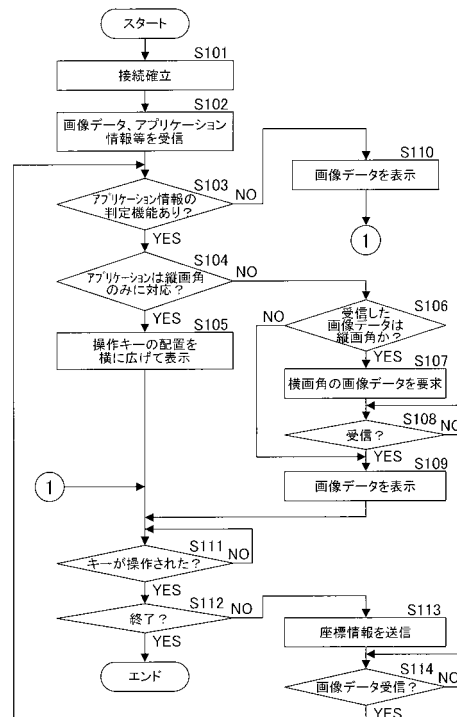 スタート
S101
接続確立
S102
画像データ、アプリケーション
情報等を受信
S103
アプリケーション情報の
判定機能あり？
NO
YES
S110
画像データを表示
1
S104
アプリケーションは縦画角
のみに対応？
NO
YES
S105
操作キーの配置を
横に広げて表示
S106
受信した
画像データは
縦画角か？
NO
YES
S107
横画角の画像データを要求
S108
受信？
NO
YES
S109
画像データを表示
1
S111
キーが操作された？
NO
YES
S112
終了？
NO
YES
エンド
S113
座標情報を送信
S114
画像データ受信？
NO
YES